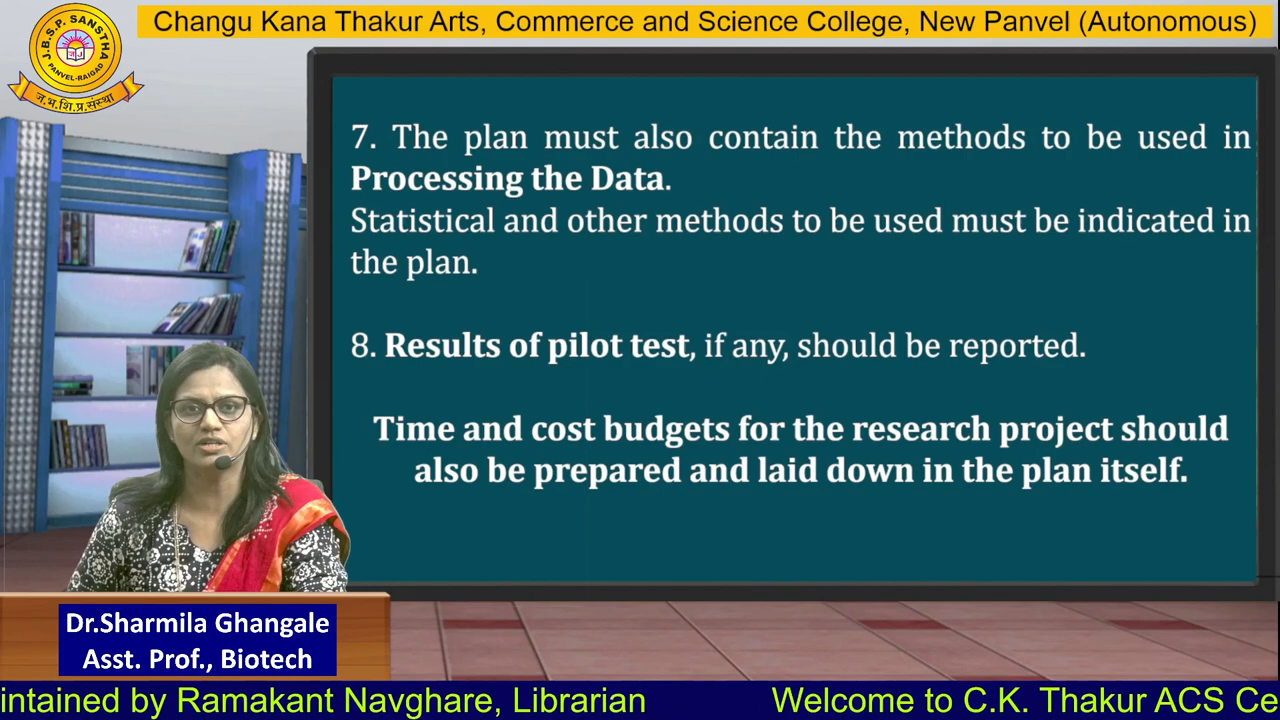 Changu Kana Thakur Arts, Commerce and Science College, New Panvel (Autonomous)
J.B.S.P. SANSTHA
PANVEL-RAIGAD
ज.भ.शि.प्र.संस्था
7. The plan must also contain the methods to be used in
Processing the Data.
Statistical and other methods to be used must be indicated in
the plan.
8. Results of pilot test, if any, should be reported.
Time and cost budgets for the research project should
also be prepared and laid down in the plan itself.
Dr.Sharmila Ghangale
Asst. Prof., Biotech
intained by Ramakant Navghare, Librarian Welcome to C.K. Thakur ACS Ce